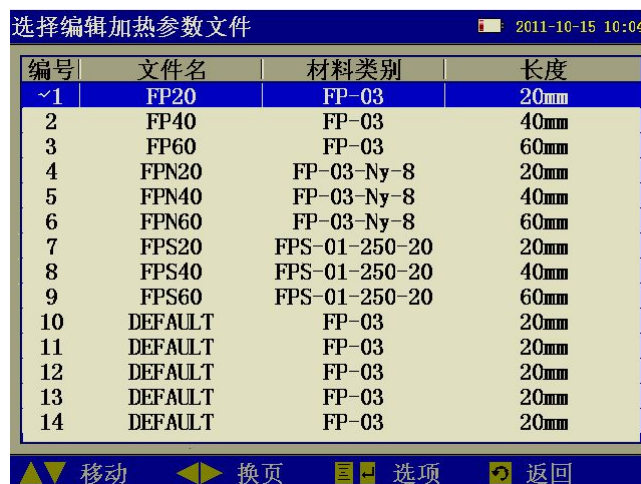 选择编辑加热参数文件 2011-10-15 10:04
编号 文件名 材料类别 长度
1 FP20 FP-03 20mm
2 FP40 FP-03 40mm
3 FP60 FP-03 60mm
4 FPN20 FP-03-Ny-8 20mm
5 FPN40 FP-03-Ny-8 40mm
6 FPN60 FP-03-Ny-8 60mm
7 FPS20 FPS-01-250-20 20mm
8 FPS40 FPS-01-250-20 40mm
9 FPS60 FPS-01-250-20 60mm
10 DEFAULT FP-03 20mm
11 DEFAULT FP-03 20mm
12 DEFAULT FP-03 20mm
13 DEFAULT FP-03 20mm
14 DEFAULT FP-03 20mm
移动 换页 选项 返回